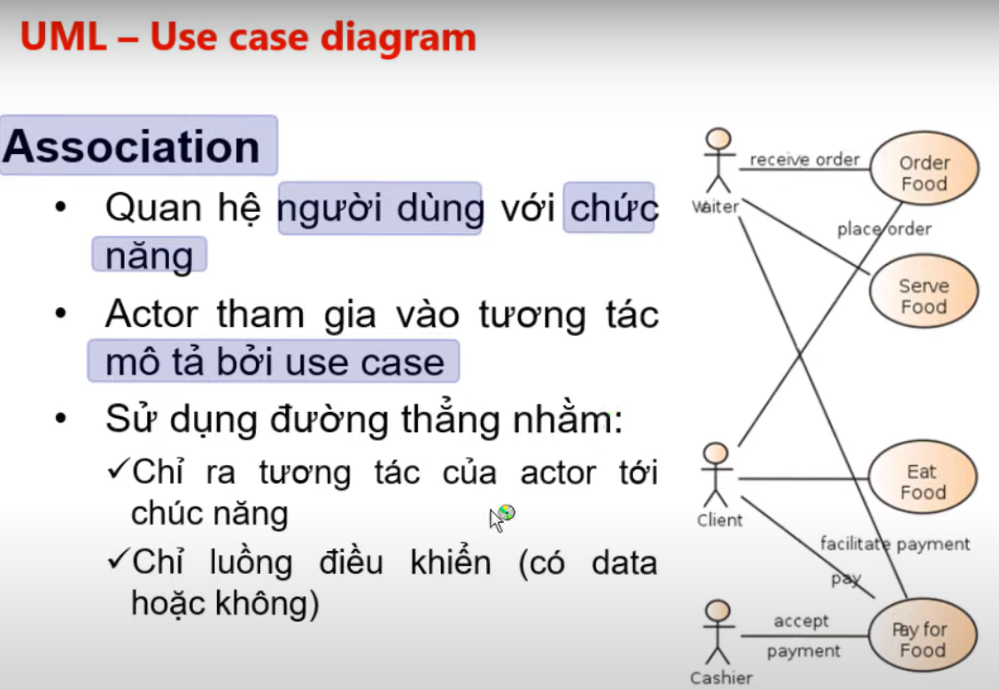 UML – Use case diagram
Association
• Quan hệ người dùng với chức
năng
• Actor tham gia vào tương tác
mô tả bởi use case
• Sử dụng đường thẳng nhằm:
✓Chỉ ra tương tác của actor tới
chúc năng
✓Chỉ luồng điều khiển (có data
hoặc không)
receive order
Order
Food
Waiter
place order
Serve
Food
Eat
Food
Client
facilitate payment
pay
accept
payment
Pay for
Food
Cashier